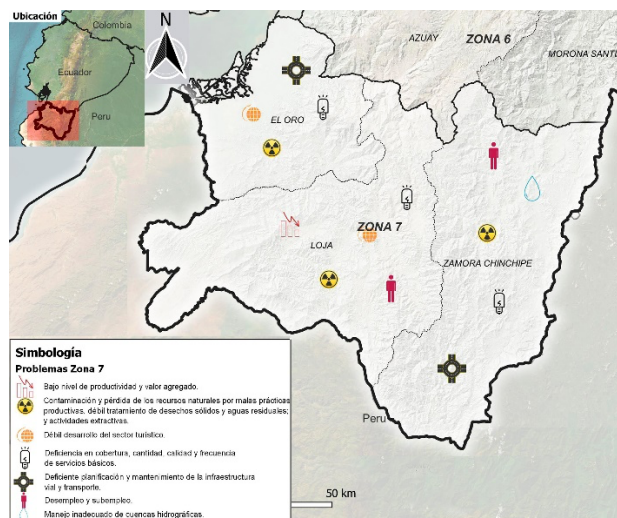 Ubicación
Colombia
Ecuador
Peru
N
AZUAY
ZONA 6
MORONA SANTI
EL ORO
ZONA 7
LOJA
ZAMORA CHINCHIPE
Peru
Simbología
Problemas Zona 7
Bajo nivel de productividad y valor agregado.
Contaminación y pérdida de los recursos naturales por malas prácticas
productivas, débil tratamiento de desechos sólidos y aguas residuales;
y actividades extractivas.
Débil desarrollo del sector turístico.
Deficiencia en cobertura, cantidad, calidad y frecuencia
de servicios básicos.
Deficiente planificación y mantenimiento de la infraestructura
vial y transporte.
Desempleo y subempleo.
Manejo inadecuado de cuencas hidrográficas.
50 km